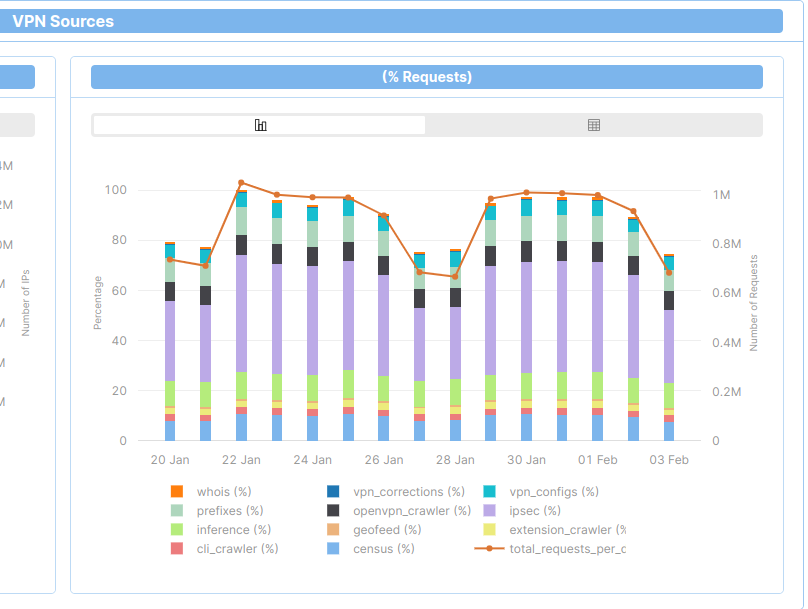 VPN Sources
(% Requests)
4M
2M
0M
M
M
M
M
Number of IPs
100
80
60
40
20
0
Percentage
1M
0.8M
0.6M
0.4M
0.2M
0
Number of Requests
20 Jan 22 Jan 24 Jan 26 Jan 28 Jan 30 Jan 01 Feb 03 Feb
whois (%) vpn_corrections (%) vpn_configs (%)
prefixes (%) openvpn_crawler (%) ipsec (%)
inference (%) geofeed (%) extension_crawler (%
cli_crawler (%) census (%) total_requests_per_d